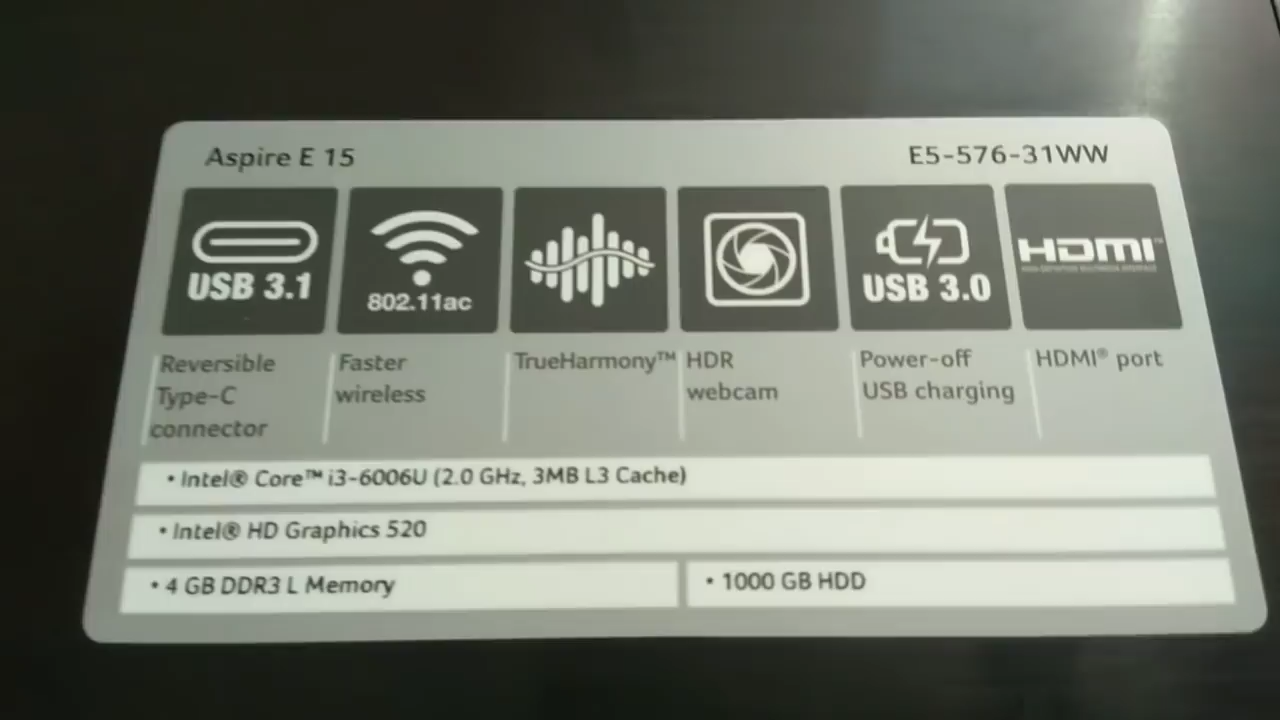 Aspire E 15
E5-576-31WW
USB 3.1
802.11ac
USB 3.0
HDMI™
Reversible
Type-C
connector
Faster
wireless
TrueHarmony™
HDR
webcam
Power-off
USB charging
HDMI® port
• Intel® Core™ i3-6006U (2.0 GHz, 3MB L3 Cache)
• Intel® HD Graphics 520
• 4 GB DDR3 L Memory
• 1000 GB HDD